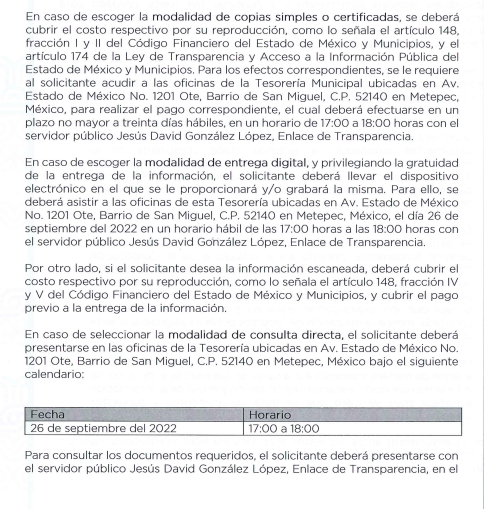 En caso de escoger la modalidad de copias simples o certificadas, se deberá
cubrir el costo respectivo por su reproducción, como lo señala el artículo 148,
fracción I y II del Código Financiero del Estado de México y Municipios, y el
artículo 174 de la Ley de Transparencia y Acceso a la Información Pública del
Estado de México y Municipios. Para los efectos correspondientes, se le requiere
al solicitante acudir a las oficinas de la Tesorería Municipal ubicadas en Av.
Estado de México No. 1201 Ote, Barrio de San Miguel, C.P. 52140 en Metepec,
México, para realizar el pago correspondiente, el cual deberá efectuarse en un
plazo no mayor a treinta días hábiles, en un horario de 17:00 a 18:00 horas con el
servidor público Jesús David González López, Enlace de Transparencia.
En caso de escoger la modalidad de entrega digital, y privilegiando la gratuidad
de la entrega de la información, el solicitante deberá llevar el dispositivo
electrónico en el que se le proporcionará y/o grabará la misma. Para ello, se
deberá asistir a las oficinas de esta Tesorería ubicadas en Av. Estado de México
No. 1201 Ote, Barrio de San Miguel, C.P. 52140 en Metepec, México, el día 26 de
septiembre del 2022 en un horario hábil de las 17:00 horas a las 18:00 horas con
el servidor público Jesús David González López, Enlace de Transparencia.
Por otro lado, si el solicitante desea la información escaneada, deberá cubrir el
costo respectivo por su reproducción, como lo señala el artículo 148, fracción IV
y V del Código Financiero del Estado de México y Municipios, y cubrir el pago
previo a la entrega de la información.
En caso de seleccionar la modalidad de consulta directa, el solicitante deberá
presentarse en las oficinas de la Tesorería ubicadas en Av. Estado de México No.
1201 Ote, Barrio de San Miguel, C.P. 52140 en Metepec, México bajo el siguiente
calendario:
Fecha Horario
26 de septiembre del 2022 17:00 a 18:00
Para consultar los documentos requeridos, el solicitante deberá presentarse con
el servidor público Jesús David González López, Enlace de Transparencia, en el